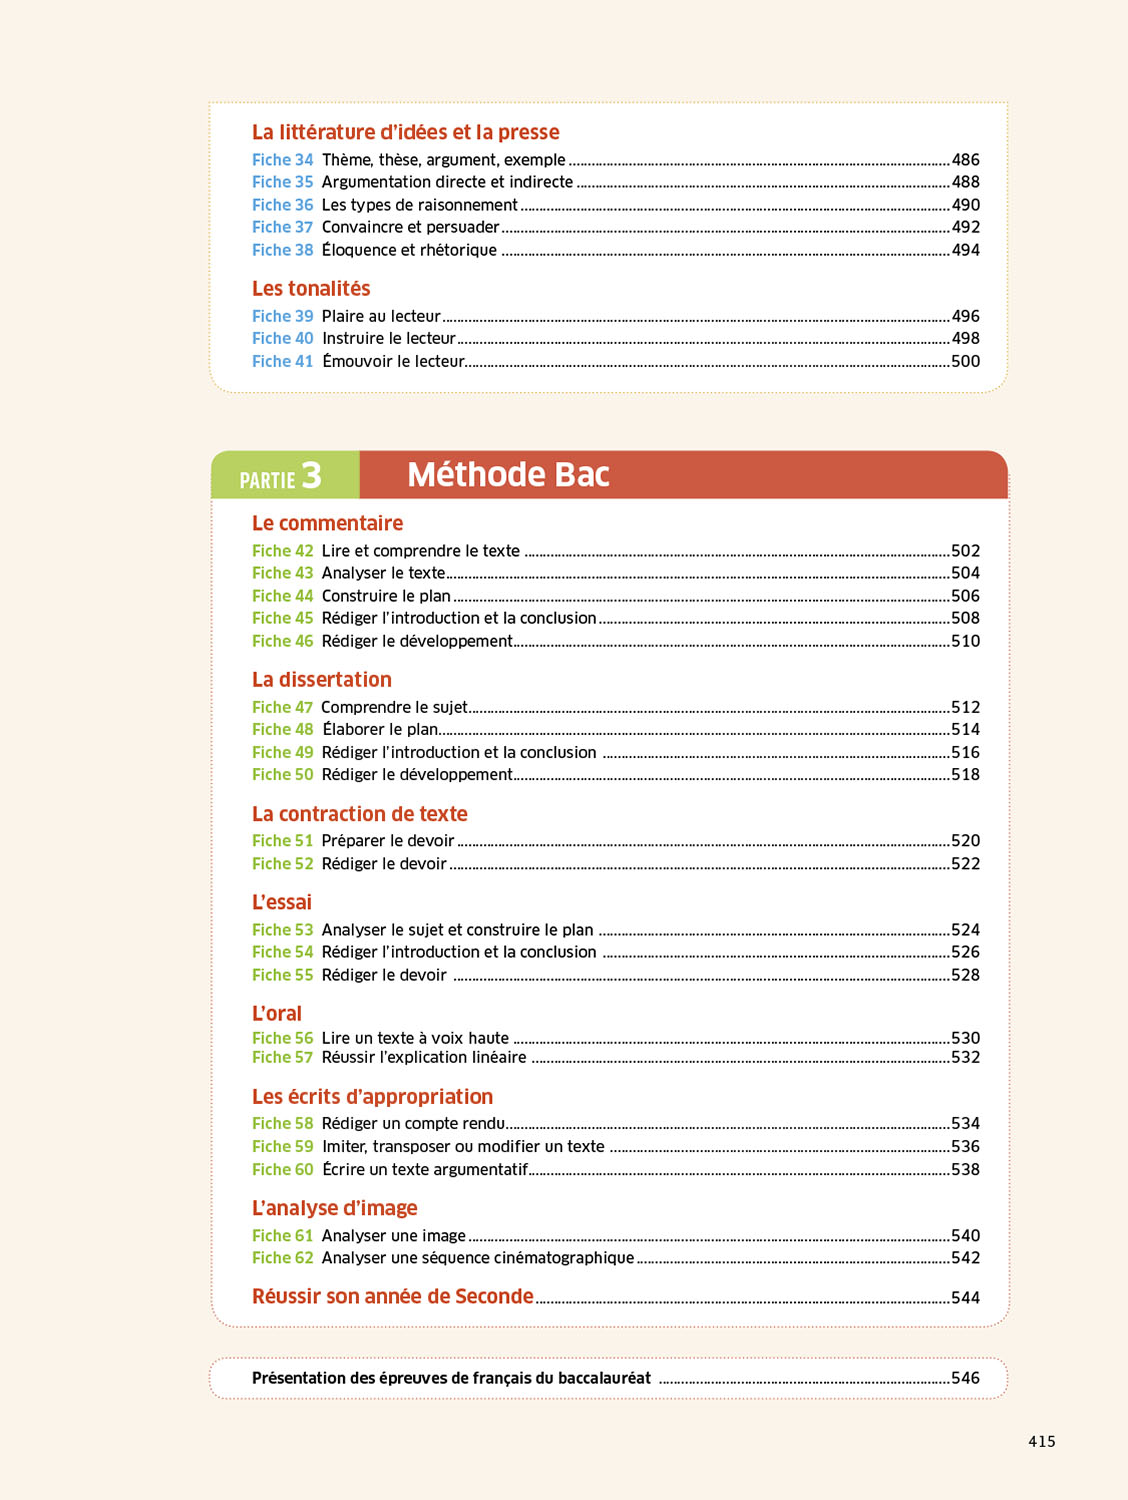 La littérature d'idées et la presse
Fiche 34 Thème, thèse, argument, exemple 486
Fiche 35 Argumentation directe et indirecte 488
Fiche 36 Les types de raisonnement 490
Fiche 37 Convaincre et persuader 492
Fiche 38 Éloquence et rhétorique 494
Les tonalités
Fiche 39 Plaire au lecteur 496
Fiche 40 Instruire le lecteur 498
Fiche 41 Émouvoir le lecteur 500
PARTIE 3 Méthode Bac
Le commentaire
Fiche 42 Lire et comprendre le texte 502
Fiche 43 Analyser le texte 504
Fiche 44 Construire le plan 506
Fiche 45 Rédiger l'introduction et la conclusion 508
Fiche 46 Rédiger le développement 510
La dissertation
Fiche 47 Comprendre le sujet 512
Fiche 48 Élaborer le plan 514
Fiche 49 Rédiger l'introduction et la conclusion 516
Fiche 50 Rédiger le développement 518
La contraction de texte
Fiche 51 Préparer le devoir 520
Fiche 52 Rédiger le devoir 522
L'essai
Fiche 53 Analyser le sujet et construire le plan 524
Fiche 54 Rédiger l'introduction et la conclusion 526
Fiche 55 Rédiger le devoir 528
L'oral
Fiche 56 Lire un texte à voix haute 530
Fiche 57 Réussir l'explication linéaire 532
Les écrits d'appropriation
Fiche 58 Rédiger un compte rendu 534
Fiche 59 Imiter, transposer ou modifier un texte 536
Fiche 60 Écrire un texte argumentatif 538
L'analyse d'image
Fiche 61 Analyser une image 540
Fiche 62 Analyser une séquence cinématographique 542
Réussir son année de Seconde 544
Présentation des épreuves de français du baccalauréat 546
415